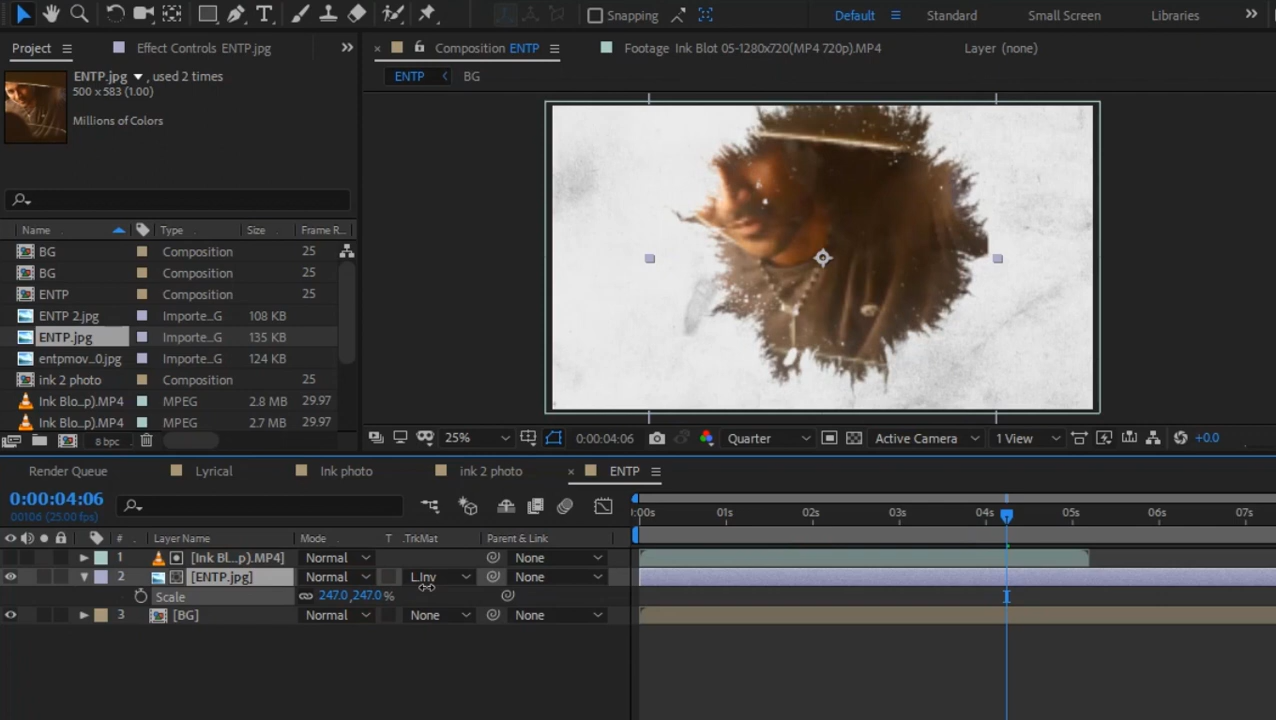 Snapping Default Standard Small Screen Libraries
Project Effect Controls ENTP.jpg Composition ENTP Footage Ink Blot 05-1280x720(MP4 720p).MP4 Layer (none)
ENTP.jpg , used 2 times ENTP BG
500 x 583 (1.00)
Millions of Colors
Name Type Size Frame R...
BG Composition 25
BG Composition 25
ENTP Composition 25
ENTP 2.jpg Importe...G 108 KB
ENTP.jpg Importe...G 135 KB
entpmov...0.jpg Importe...G 124 KB
ink 2 photo Composition 25
Ink Blo...p).MP4 MPEG 2.8 MB 29.97
Ink Blo...p).MP4 MPEG 2.7 MB 29.97
8 bpc 25% 0:00:04:06 Quarter Active Camera 1 View +0.0
Render Queue Lyrical Ink photo ink 2 photo ENTP
0:00:04:06
00106 (25.00 fps) :00s 01s 02s 03s 04s 05s 06s 07s
# Layer Name Mode T .TrkMat Parent & Link
1 [Ink Bl...p).MP4] Normal None
2 [ENTP.jpg] Normal L.Inv None
Scale 247.0,247.0 %
3 [BG] Normal None None